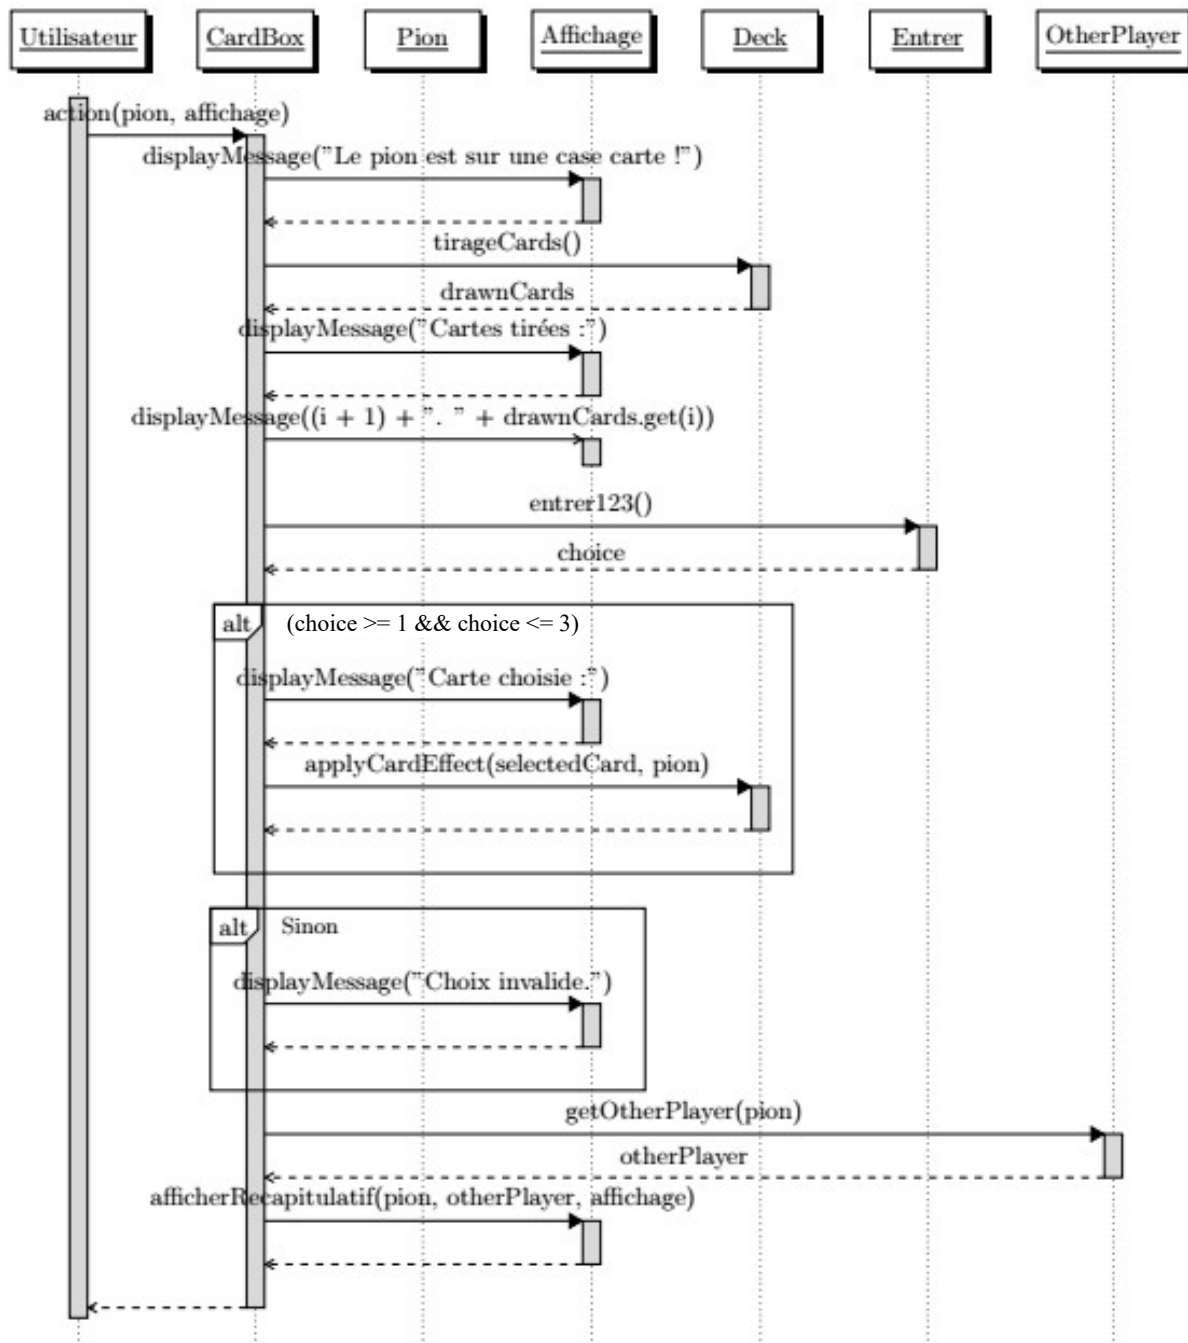 Utilisateur CardBox Pion Affichage Deck Entrer OtherPlayer
action(pion, affichage)
displayMessage("Le pion est sur une case carte !")
tirageCards()
drawnCards
displayMessage("Cartes tirées :")
displayMessage((i + 1) + ". " + drawnCards.get(i))
entrer123()
choice
alt (choice >= 1 && choice <= 3)
displayMessage("Carte choisie :")
applyCardEffect(selectedCard, pion)
alt Sinon
displayMessage("Choix invalide.")
getOtherPlayer(pion)
otherPlayer
afficherRecapitulatif(pion, otherPlayer, affichage)